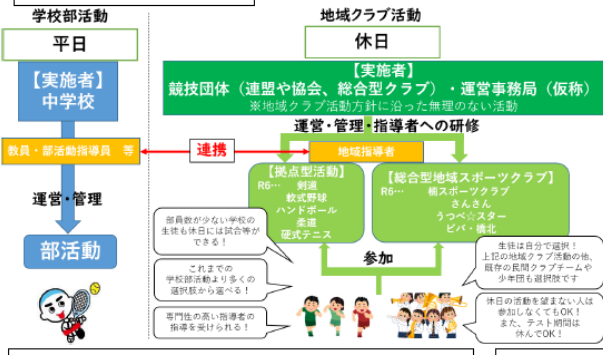 学校部活動
平日
【実施者】
中学校
教員・部活動指導員 等
運営・管理
部活動
地域クラブ活動
休日
【実施者】
競技団体（連盟や協会、総合型クラブ）・運営事務局（仮称）
※地域クラブ活動方針に沿った無理のない活動
運営・管理・指導者への研修
連携
地域指導者
【拠点型活動】
R6… 剣道
軟式野球
ハンドボール
柔道
硬式テニス
【総合型地域スポーツクラブ】
R6… 楠スポーツクラブ
さんさん
うつべ☆スター
ビバ・橋北
参加
部員数が少ない学校の
生徒も休日には試合等が
できる！
これまでの
学校部活動より多くの
選択肢から選べる！
専門性の高い指導者の
指導を受けられる！
生徒は自分で選択！
上記の地域クラブ活動の他、
既存の民間クラブチームや
少年団も選択肢です
休日の活動を望まない人は
参加しなくてもOK！
また、テスト期間は
休んでOK！